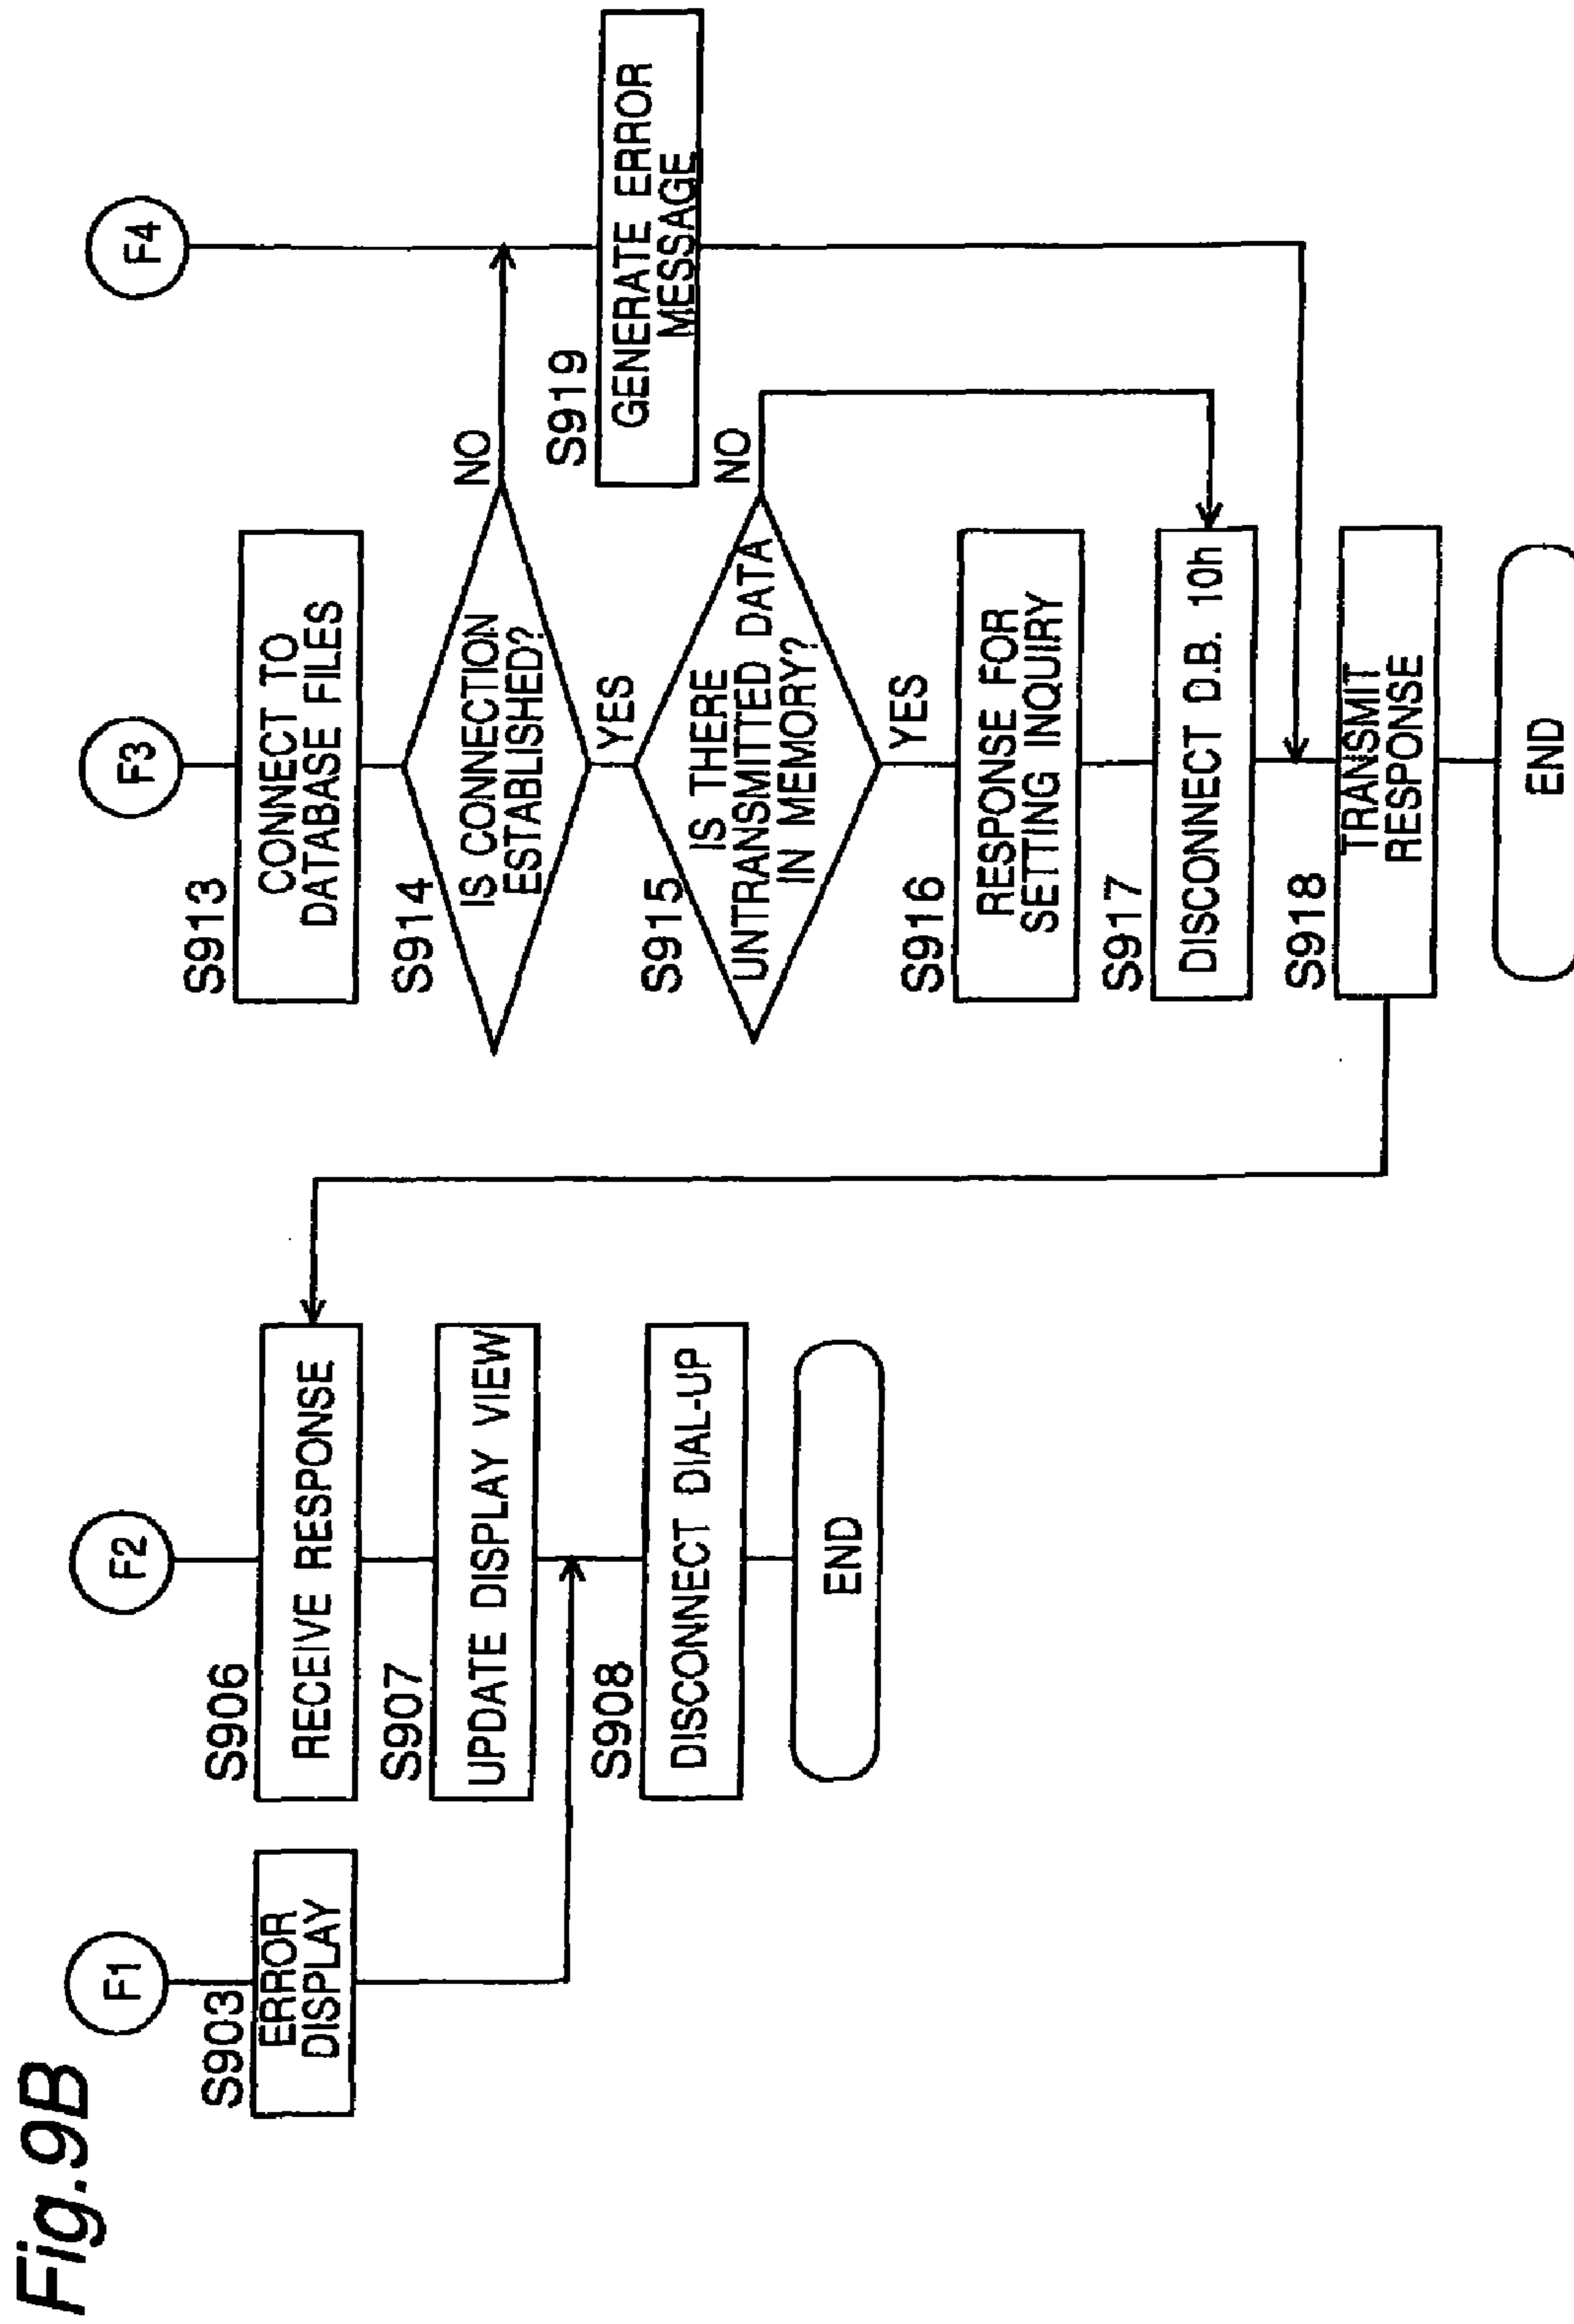 Fig.9B
F1
S903
ERROR
DISPLAY
F2
S906
RECEIVE RESPONSE
S907
UPDATE DISPLAY VIEW
S908
DISCONNECT DIAL-UP
END
F3
S913
CONNECT TO
DATABASE FILES
S914
IS CONNECTION
ESTABLISHED?
NO
YES
S915
IS THERE
UNTRANSMITTED DATA
IN MEMORY?
NO
YES
S916
RESPONSE FOR
SETTING INQUIRY
S917
DISCONNECT D.B. 10h
S918
TRANSMIT
RESPONSE
END
F4
S919
GENERATE ERROR
MESSAGE